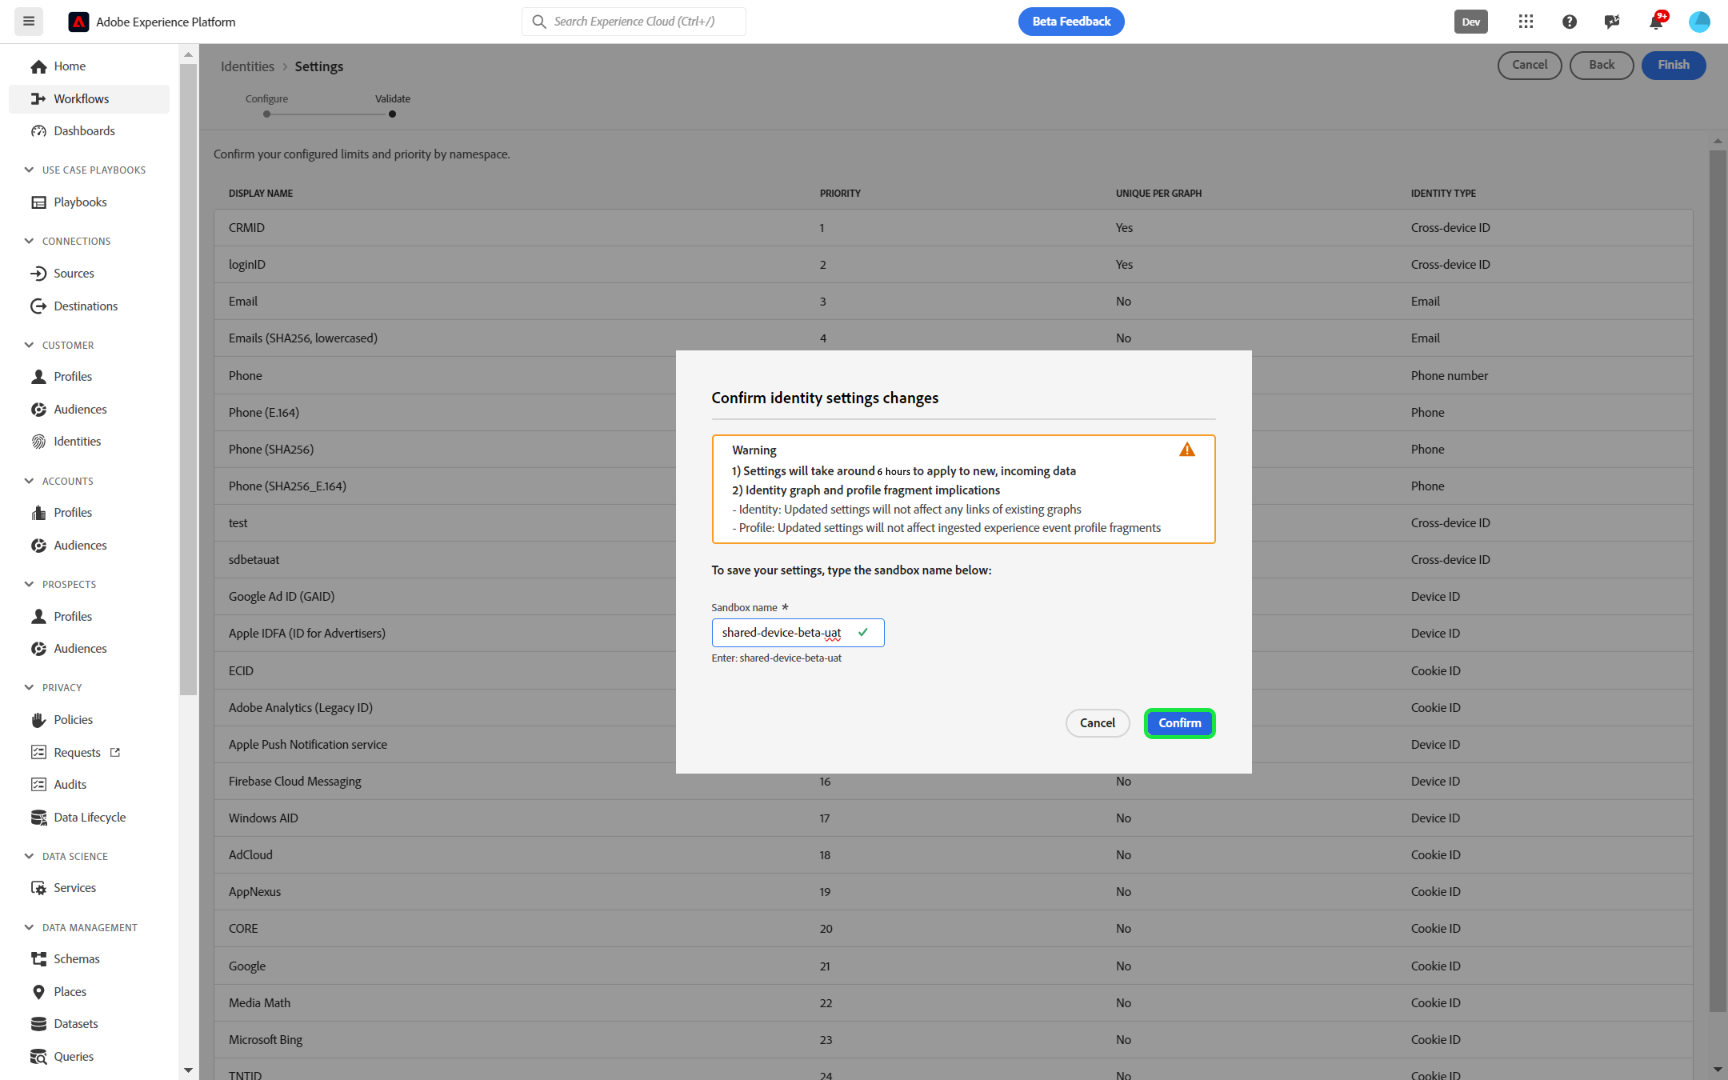 Adobe Experience Platform
Search Experience Cloud (Ctrl+/)
Beta Feedback
Dev
9+
Home
Workflows
Dashboards
USE CASE PLAYBOOKS
Playbooks
CONNECTIONS
Sources
Destinations
CUSTOMER
Profiles
Audiences
Identities
ACCOUNTS
Profiles
Audiences
PROSPECTS
Profiles
Audiences
PRIVACY
Policies
Requests
Audits
Data Lifecycle
DATA SCIENCE
Services
DATA MANAGEMENT
Schemas
Places
Datasets
Queries
Identities > Settings
Cancel Back Finish
Configure Validate
Confirm your configured limits and priority by namespace.
DISPLAY NAME PRIORITY UNIQUE PER GRAPH IDENTITY TYPE
CRMID 1 Yes Cross-device ID
loginID 2 Yes Cross-device ID
Email 3 No Email
Emails (SHA256, lowercased) 4 No Email
Phone Phone number
Phone (E.164) Phone
Phone (SHA256) Phone
Phone (SHA256_E.164) Phone
test Cross-device ID
sdbetauat Cross-device ID
Google Ad ID (GAID) Device ID
Apple IDFA (ID for Advertisers) Device ID
ECID Cookie ID
Adobe Analytics (Legacy ID) Cookie ID
Apple Push Notification service Device ID
Firebase Cloud Messaging 16 No Device ID
Windows AID 17 No Device ID
AdCloud 18 No Cookie ID
AppNexus 19 No Cookie ID
CORE 20 No Cookie ID
Google 21 No Cookie ID
Media Math 22 No Cookie ID
Microsoft Bing 23 No Cookie ID
TNTID 24 No Cookie ID
Confirm identity settings changes
Warning
1) Settings will take around 6 hours to apply to new, incoming data
2) Identity graph and profile fragment implications
- Identity: Updated settings will not affect any links of existing graphs
- Profile: Updated settings will not affect ingested experience event profile fragments
To save your settings, type the sandbox name below:
Sandbox name *
shared-device-beta-uat
Enter: shared-device-beta-uat
Cancel Confirm